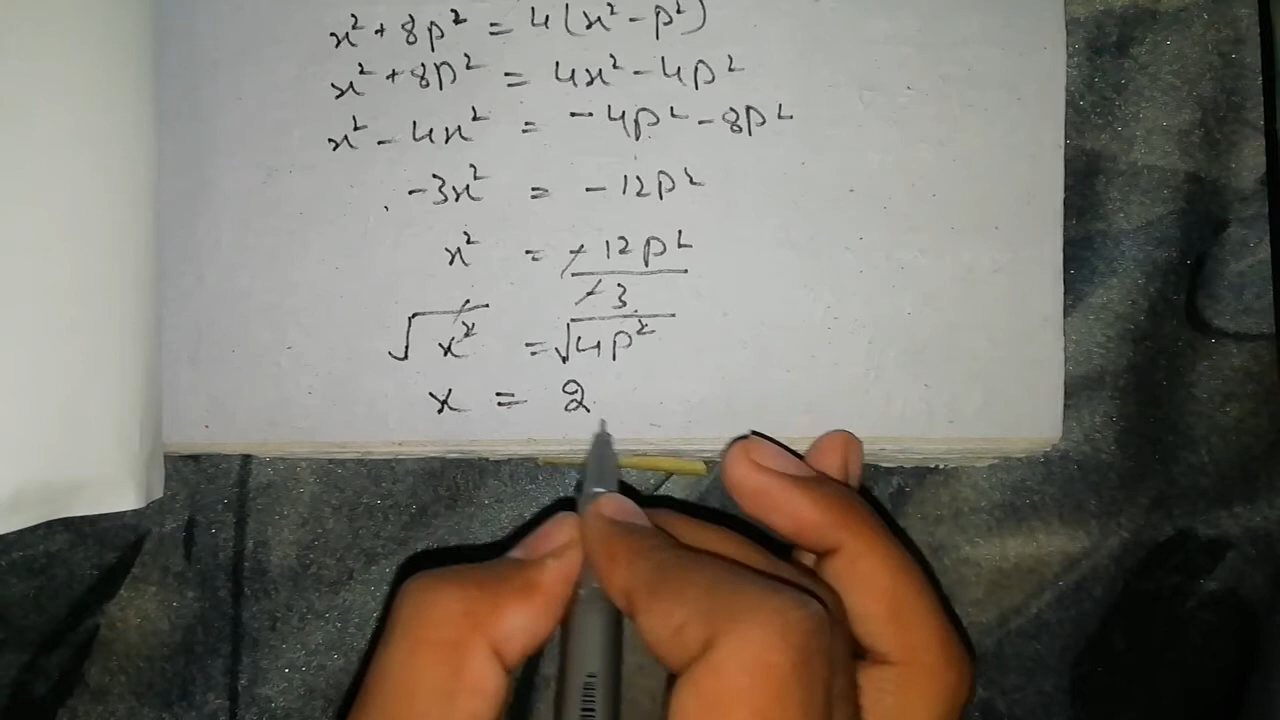 x² + 8p² = 4(x² - p²)
x² + 8p² = 4x² - 4p²
x² - 4x² = -4p² - 8p²
-3x² = -12p²
x² = -12p² / -3
√x² = √4p²
x = 2